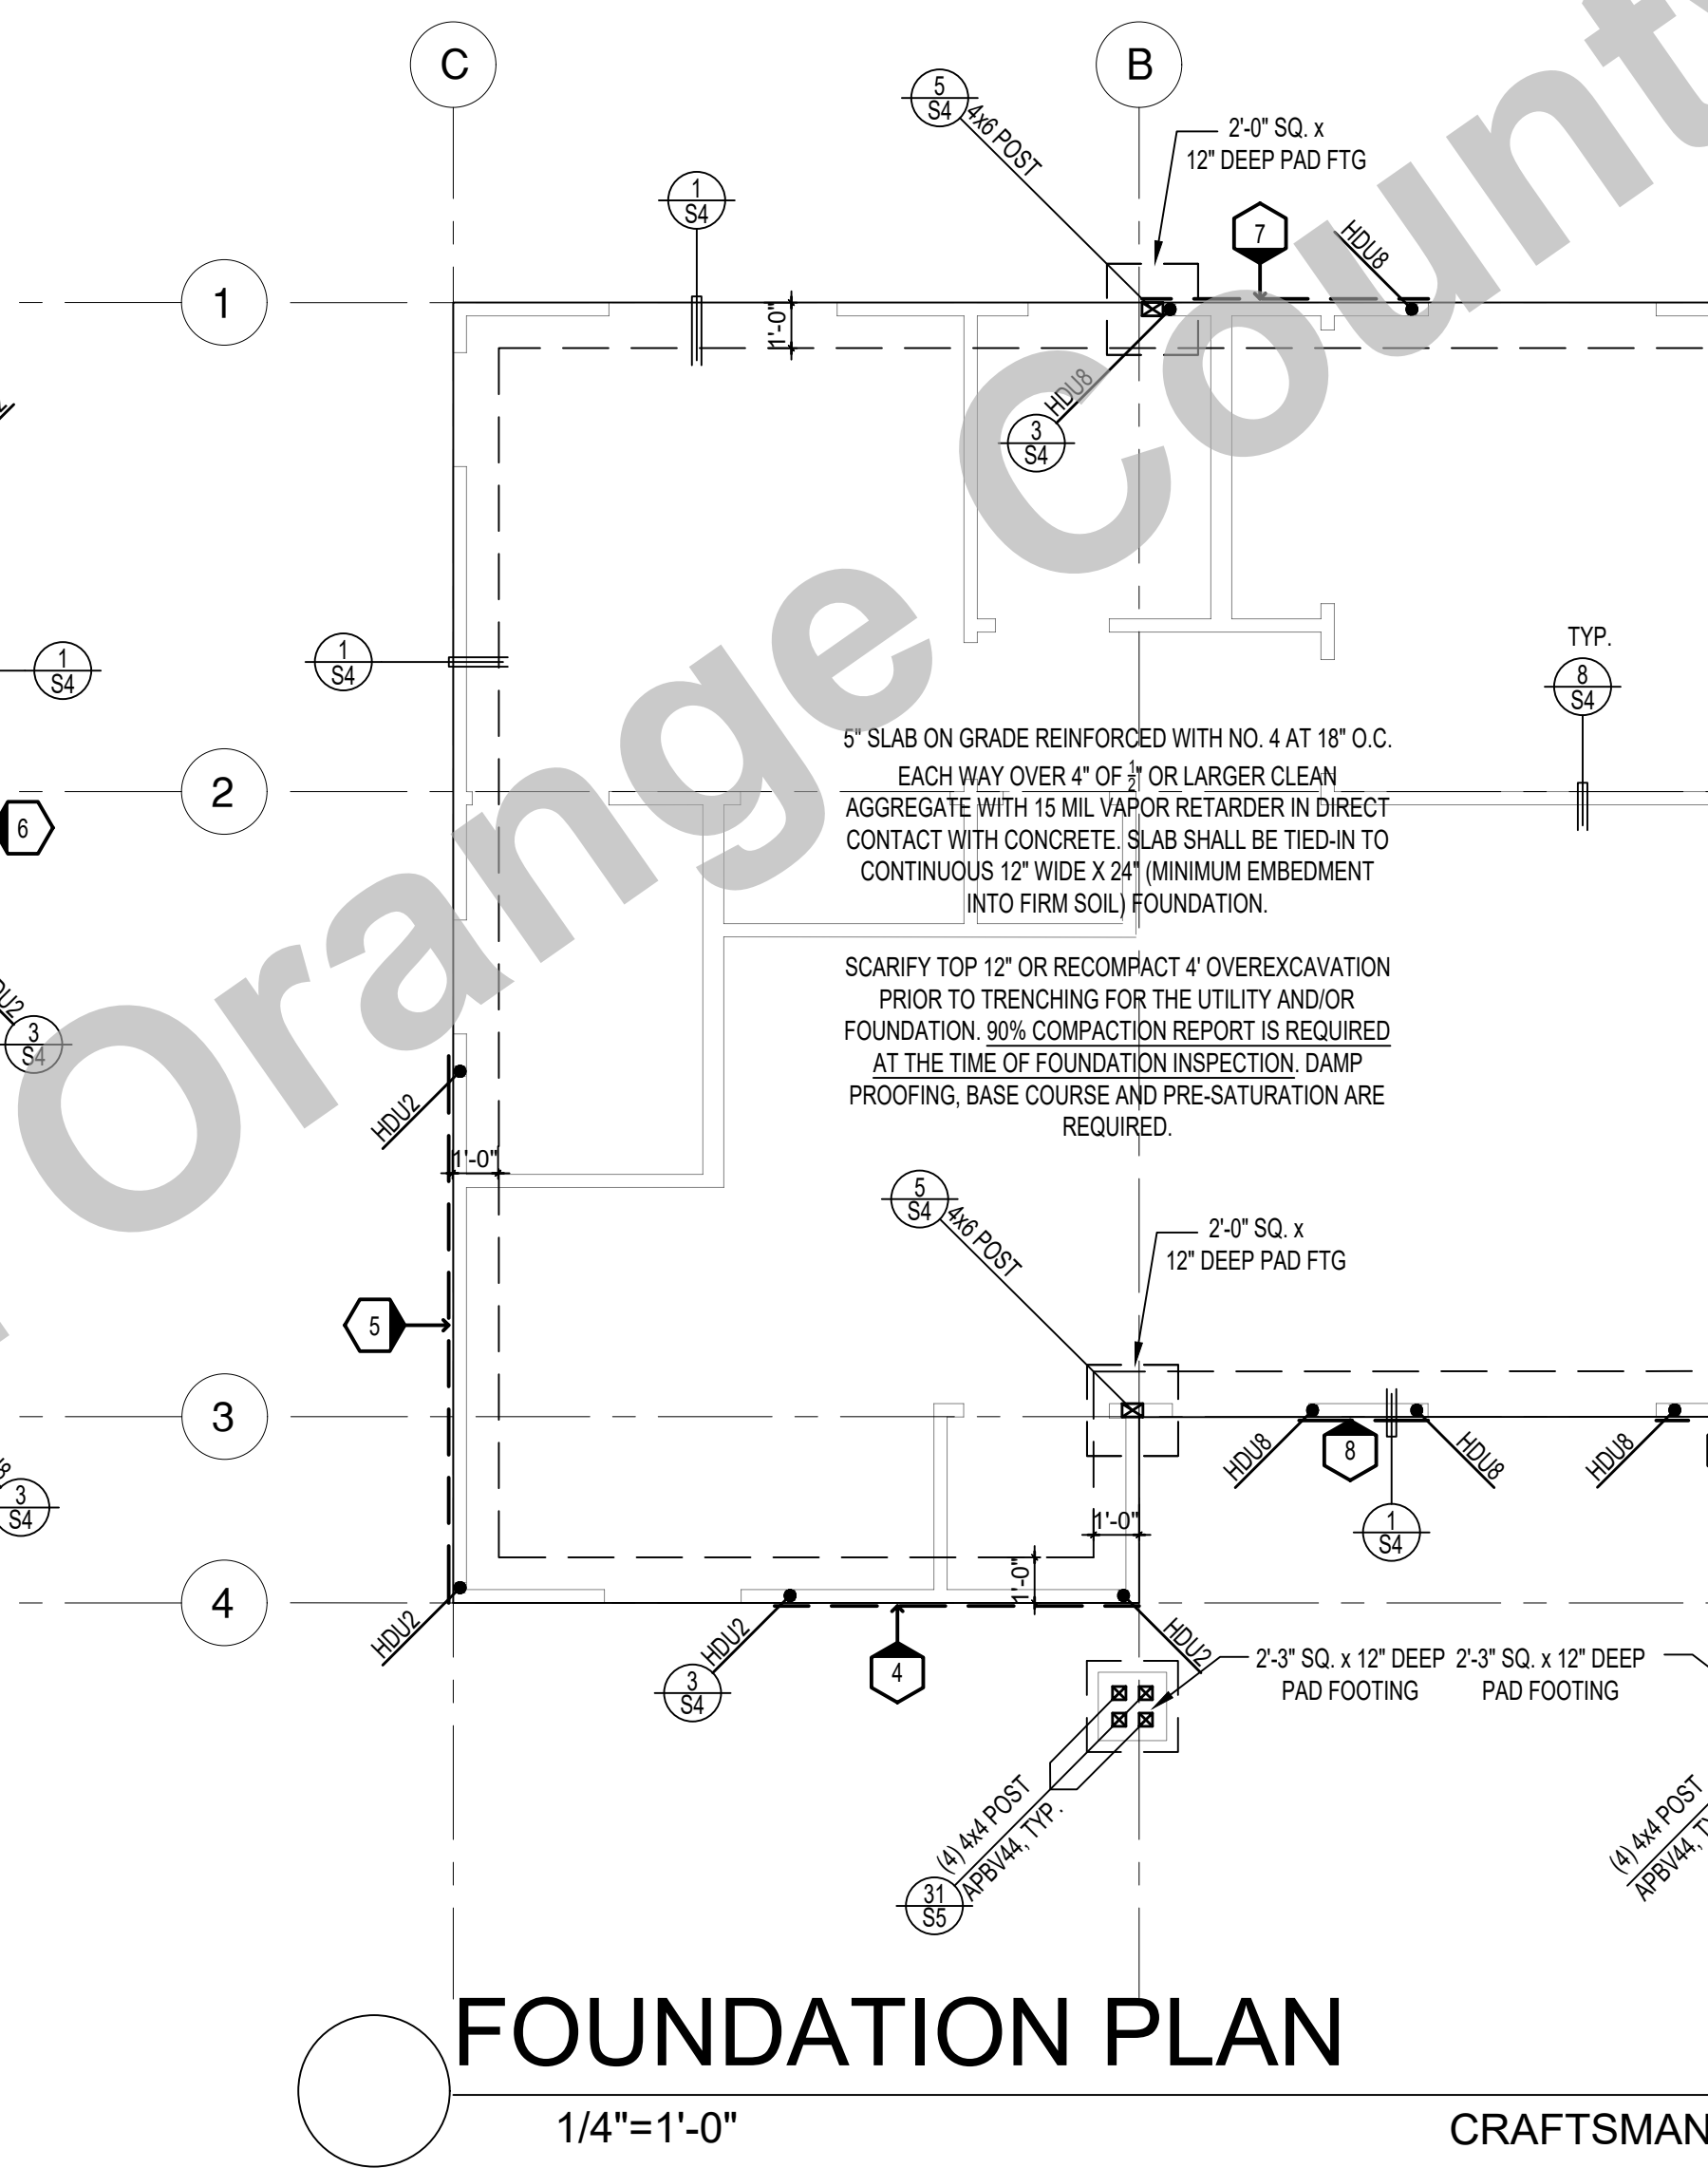 C
B
5
S4
4x6 POST
2'-0" SQ. x
12" DEEP PAD FTG
1
S4
7
HDU8
1
1'-0"
HDU8
3
S4
1
S4
1
S4
TYP.
8
S4
5" SLAB ON GRADE REINFORCED WITH NO. 4 AT 18" O.C.
EACH WAY OVER 4" OF 1/2" OR LARGER CLEAN
AGGREGATE WITH 15 MIL VAPOR RETARDER IN DIRECT
CONTACT WITH CONCRETE. SLAB SHALL BE TIED-IN TO
CONTINUOUS 12" WIDE X 24" (MINIMUM EMBEDMENT
INTO FIRM SOIL) FOUNDATION.
2
6
SCARIFY TOP 12" OR RECOMPACT 4' OVEREXCAVATION
PRIOR TO TRENCHING FOR THE UTILITY AND/OR
FOUNDATION. 90% COMPACTION REPORT IS REQUIRED
AT THE TIME OF FOUNDATION INSPECTION. DAMP
PROOFING, BASE COURSE AND PRE-SATURATION ARE
REQUIRED.
3
S4
HDU2
1'-0"
5
S4
4x6 POST
2'-0" SQ. x
12" DEEP PAD FTG
5
3
HDU8
8
HDU8
HDU8
3
S4
1
S4
1'-0"
1'-0"
4
HDU2
HDU2
3
S4
4
HDU2
2'-3" SQ. x 12" DEEP
PAD FOOTING
2'-3" SQ. x 12" DEEP
PAD FOOTING
(4) 4x4 POST
APBV44, TYP.
31
S5
(4) 4x4 POST
APBV44,
FOUNDATION PLAN
1/4"=1'-0"
CRAFTSMAN
Orange County